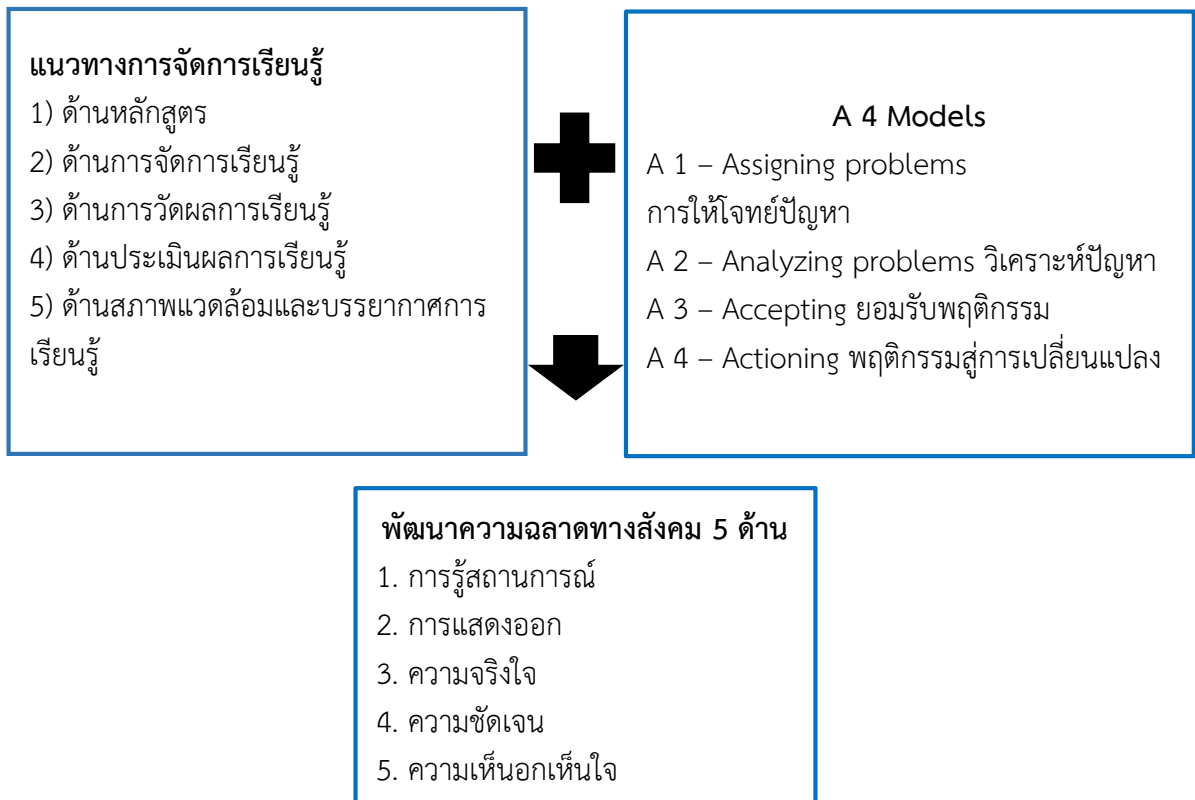 แนวทางการจัดการเรียนรู้
1) ด้านหลักสูตร
2) ด้านการจัดการเรียนรู้
3) ด้านการวัดผลการเรียนรู้
4) ด้านประเมินผลการเรียนรู้
5) ด้านสภาพแวดล้อมและบรรยากาศการ
เรียนรู้
A 4 Models
A 1 – Assigning problems
การให้โจทย์ปัญหา
A 2 – Analyzing problems วิเคราะห์ปัญหา
A 3 – Accepting ยอมรับพฤติกรรม
A 4 – Actioning พฤติกรรมสู่การเปลี่ยนแปลง
พัฒนาความฉลาดทางสังคม 5 ด้าน
1. การรู้สถานการณ์
2. การแสดงออก
3. ความจริงใจ
4. ความชัดเจน
5. ความเห็นอกเห็นใจ